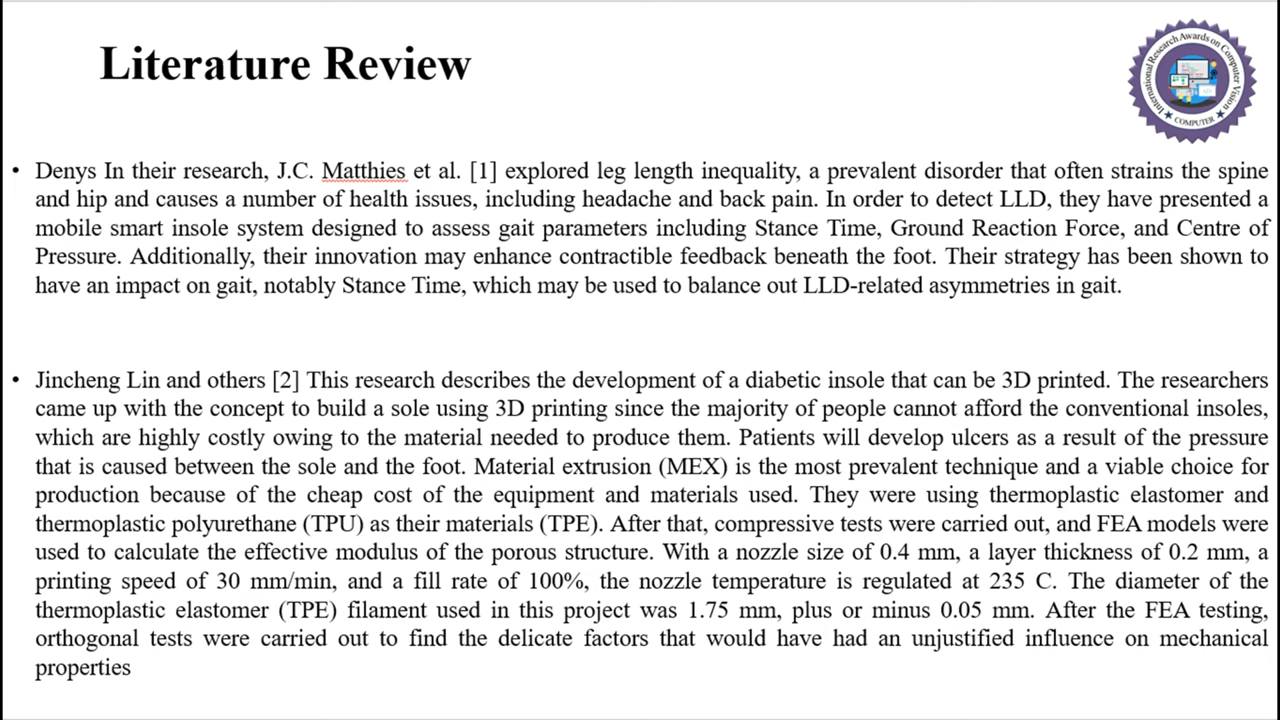 Literature Review
International Research Awards on Computer Vision
COMPUTER
• Denys In their research, J.C. Matthies et al. [1] explored leg length inequality, a prevalent disorder that often strains the spine
and hip and causes a number of health issues, including headache and back pain. In order to detect LLD, they have presented a
mobile smart insole system designed to assess gait parameters including Stance Time, Ground Reaction Force, and Centre of
Pressure. Additionally, their innovation may enhance contractible feedback beneath the foot. Their strategy has been shown to
have an impact on gait, notably Stance Time, which may be used to balance out LLD-related asymmetries in gait.
• Jincheng Lin and others [2] This research describes the development of a diabetic insole that can be 3D printed. The researchers
came up with the concept to build a sole using 3D printing since the majority of people cannot afford the conventional insoles,
which are highly costly owing to the material needed to produce them. Patients will develop ulcers as a result of the pressure
that is caused between the sole and the foot. Material extrusion (MEX) is the most prevalent technique and a viable choice for
production because of the cheap cost of the equipment and materials used. They were using thermoplastic elastomer and
thermoplastic polyurethane (TPU) as their materials (TPE). After that, compressive tests were carried out, and FEA models were
used to calculate the effective modulus of the porous structure. With a nozzle size of 0.4 mm, a layer thickness of 0.2 mm, a
printing speed of 30 mm/min, and a fill rate of 100%, the nozzle temperature is regulated at 235 C. The diameter of the
thermoplastic elastomer (TPE) filament used in this project was 1.75 mm, plus or minus 0.05 mm. After the FEA testing,
orthogonal tests were carried out to find the delicate factors that would have had an unjustified influence on mechanical
properties